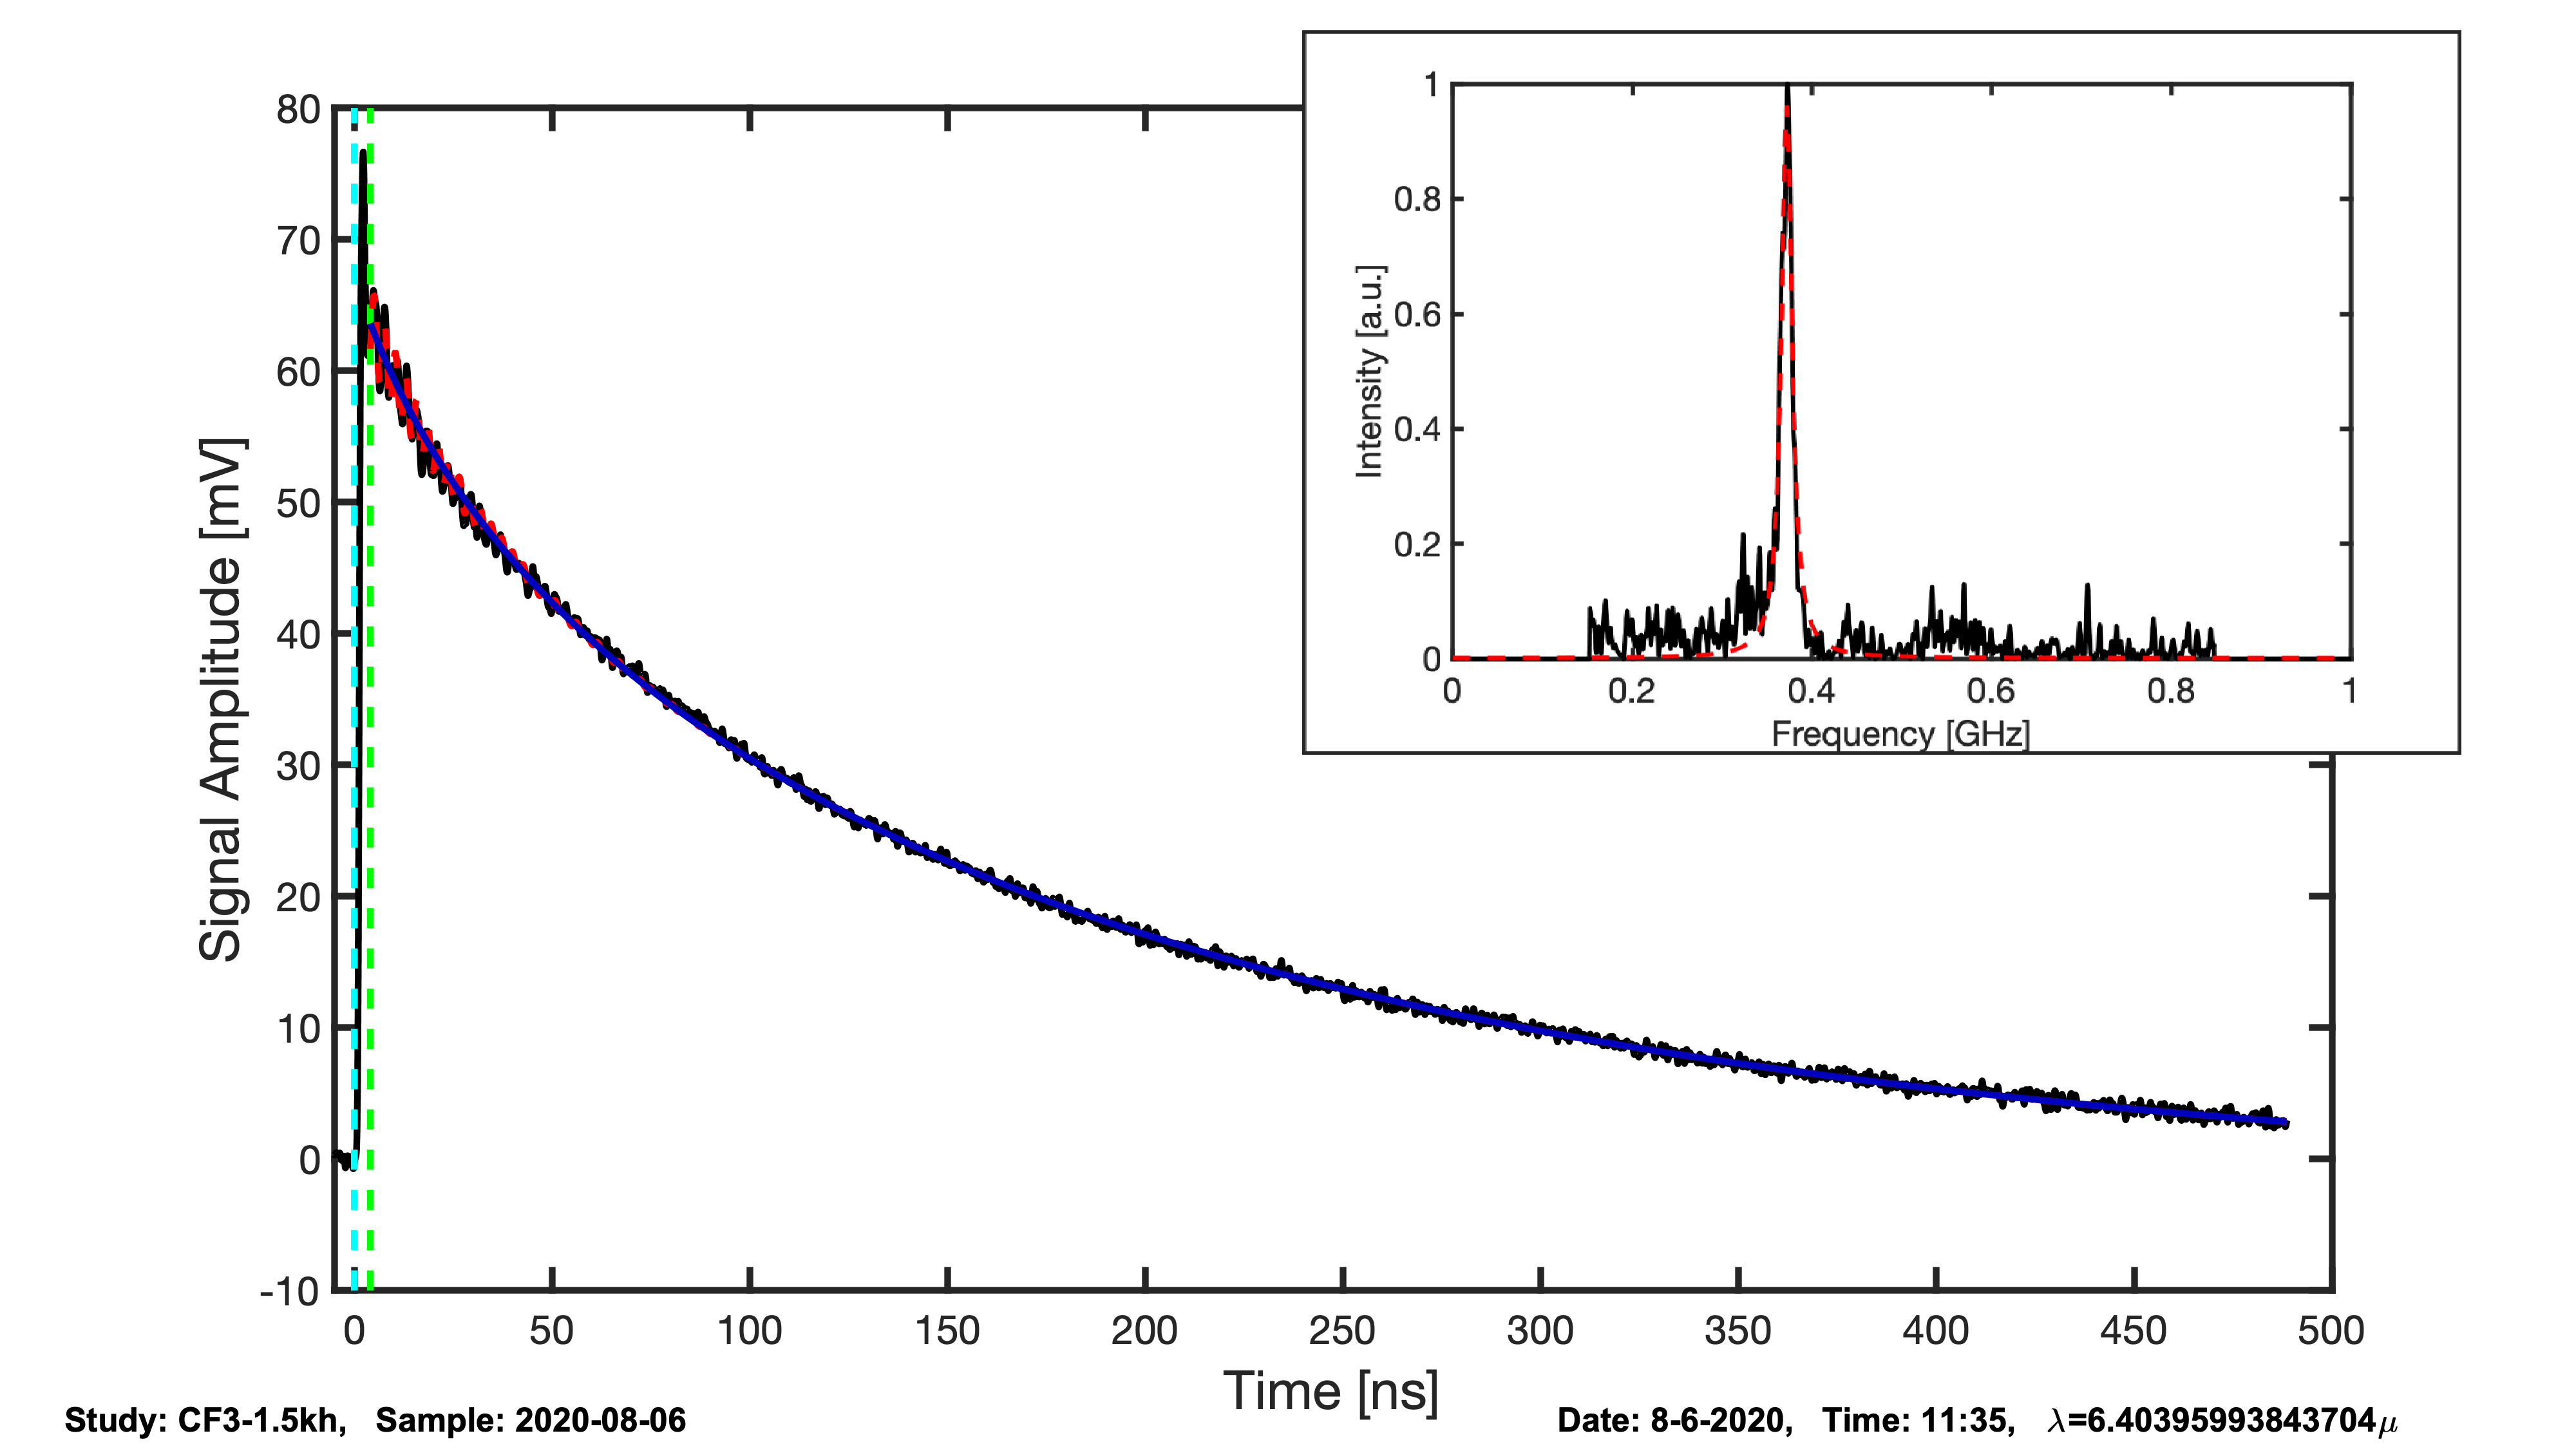 80
70
60
50
40
30
20
10
0
-10
Signal Amplitude [mV]
0 50 100 150 200 250 300 350 400 450 500
Time [ns]
1
0.8
0.6
0.4
0.2
0
Intensity [a.u.]
0 0.2 0.4 0.6 0.8 1
Frequency [GHz]
Study: CF3-1.5kh, Sample: 2020-08-06
Date: 8-6-2020, Time: 11:35, λ=6.40395993843704μ